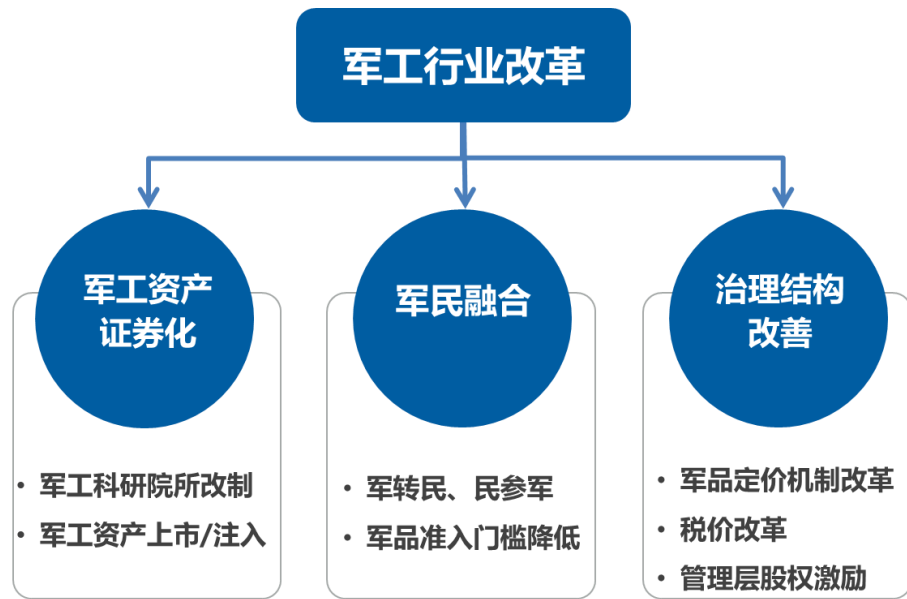 军工行业改革
军工资产
证券化
• 军工科研院所改制
• 军工资产上市/注入
军民融合
• 军转民、民参军
• 军品准入门槛降低
治理结构
改善
• 军品定价机制改革
• 税价改革
• 管理层股权激励